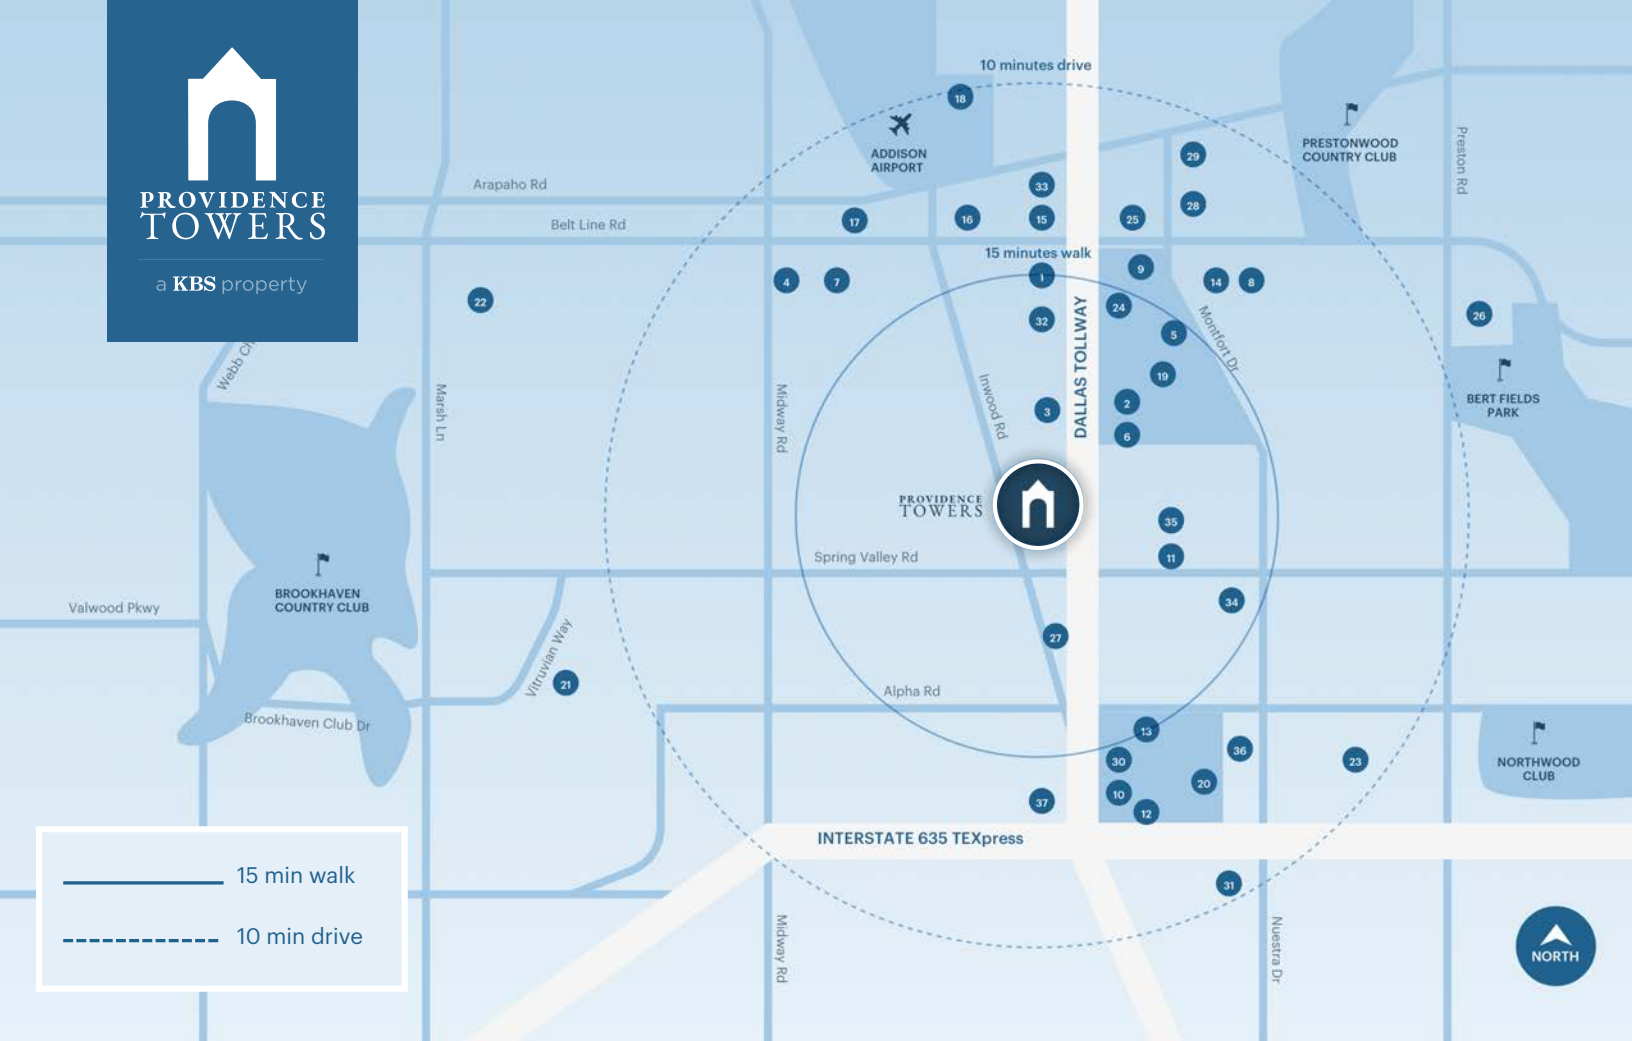 PROVIDENCE
TOWERS
a KBS property
10 minutes drive
18
ADDISON
AIRPORT
PRESTONWOOD
COUNTRY CLUB
Preston Rd
29
33
Arapaho Rd
28
17
16
15
25
Belt Line Rd
15 minutes walk
1
9
4
7
14
8
22
24
26
32
5
Montfort Dr
DALLAS TOLLWAY
Webb Ch
19
Marsh Ln
Midway Rd
Inwood Rd
3
2
6
BERT FIELDS
PARK
PROVIDENCE
TOWERS
35
11
Spring Valley Rd
BROOKHAVEN
COUNTRY CLUB
34
Valwood Pkwy
27
Vitruvian Way
21
Alpha Rd
Brookhaven Club Dr
13
36
30
23
20
10
37
12
NORTHWOOD
CLUB
INTERSTATE 635 TEXpress
31
15 min walk
10 min drive
Midway Rd
Nuestra Dr
NORTH